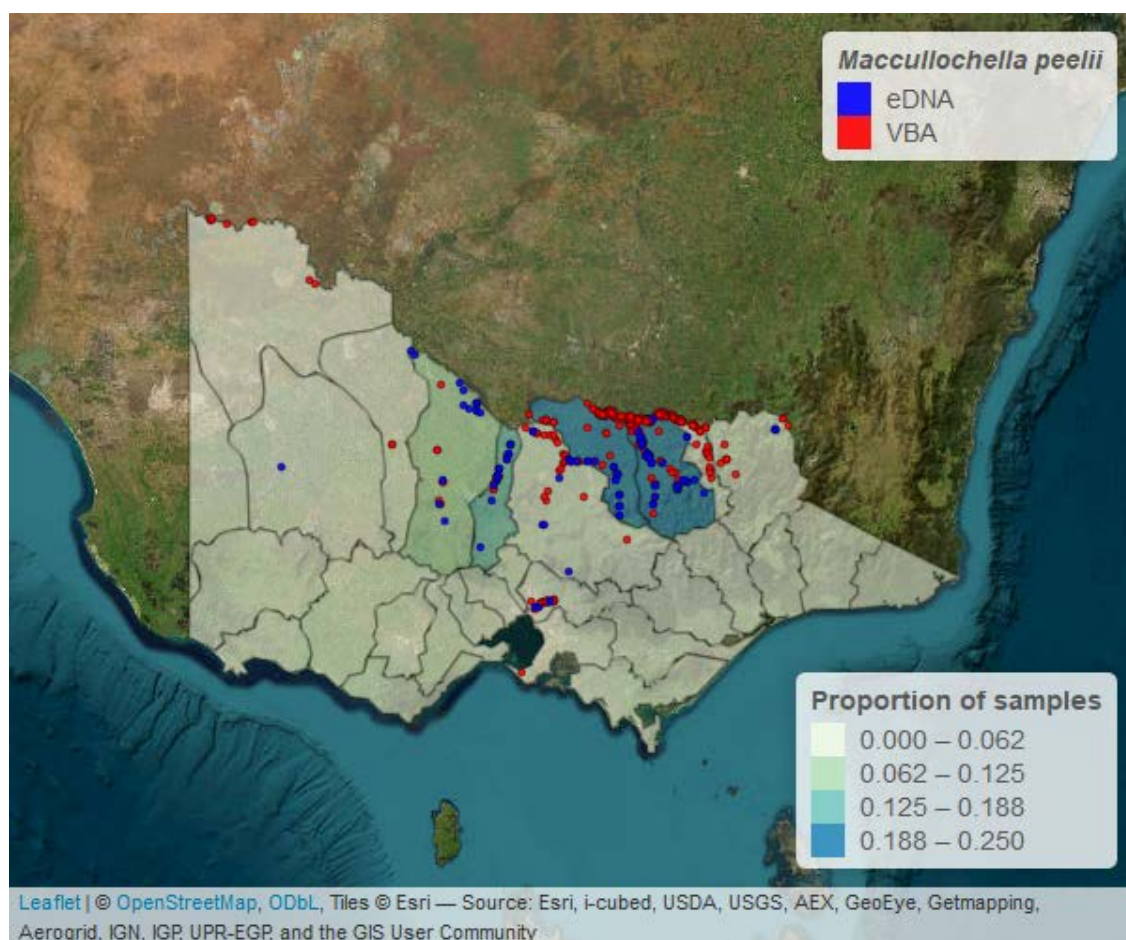 Maccullochella peelii
eDNA
VBA
Proportion of samples
0.000 – 0.062
0.062 – 0.125
0.125 – 0.188
0.188 – 0.250
Leaflet | © OpenStreetMap, ODbL, Tiles © Esri — Source: Esri, i-cubed, USDA, USGS, AEX, GeoEye, Getmapping,
Aerogrid, IGN, IGP, UPR-EGP, and the GIS User Community